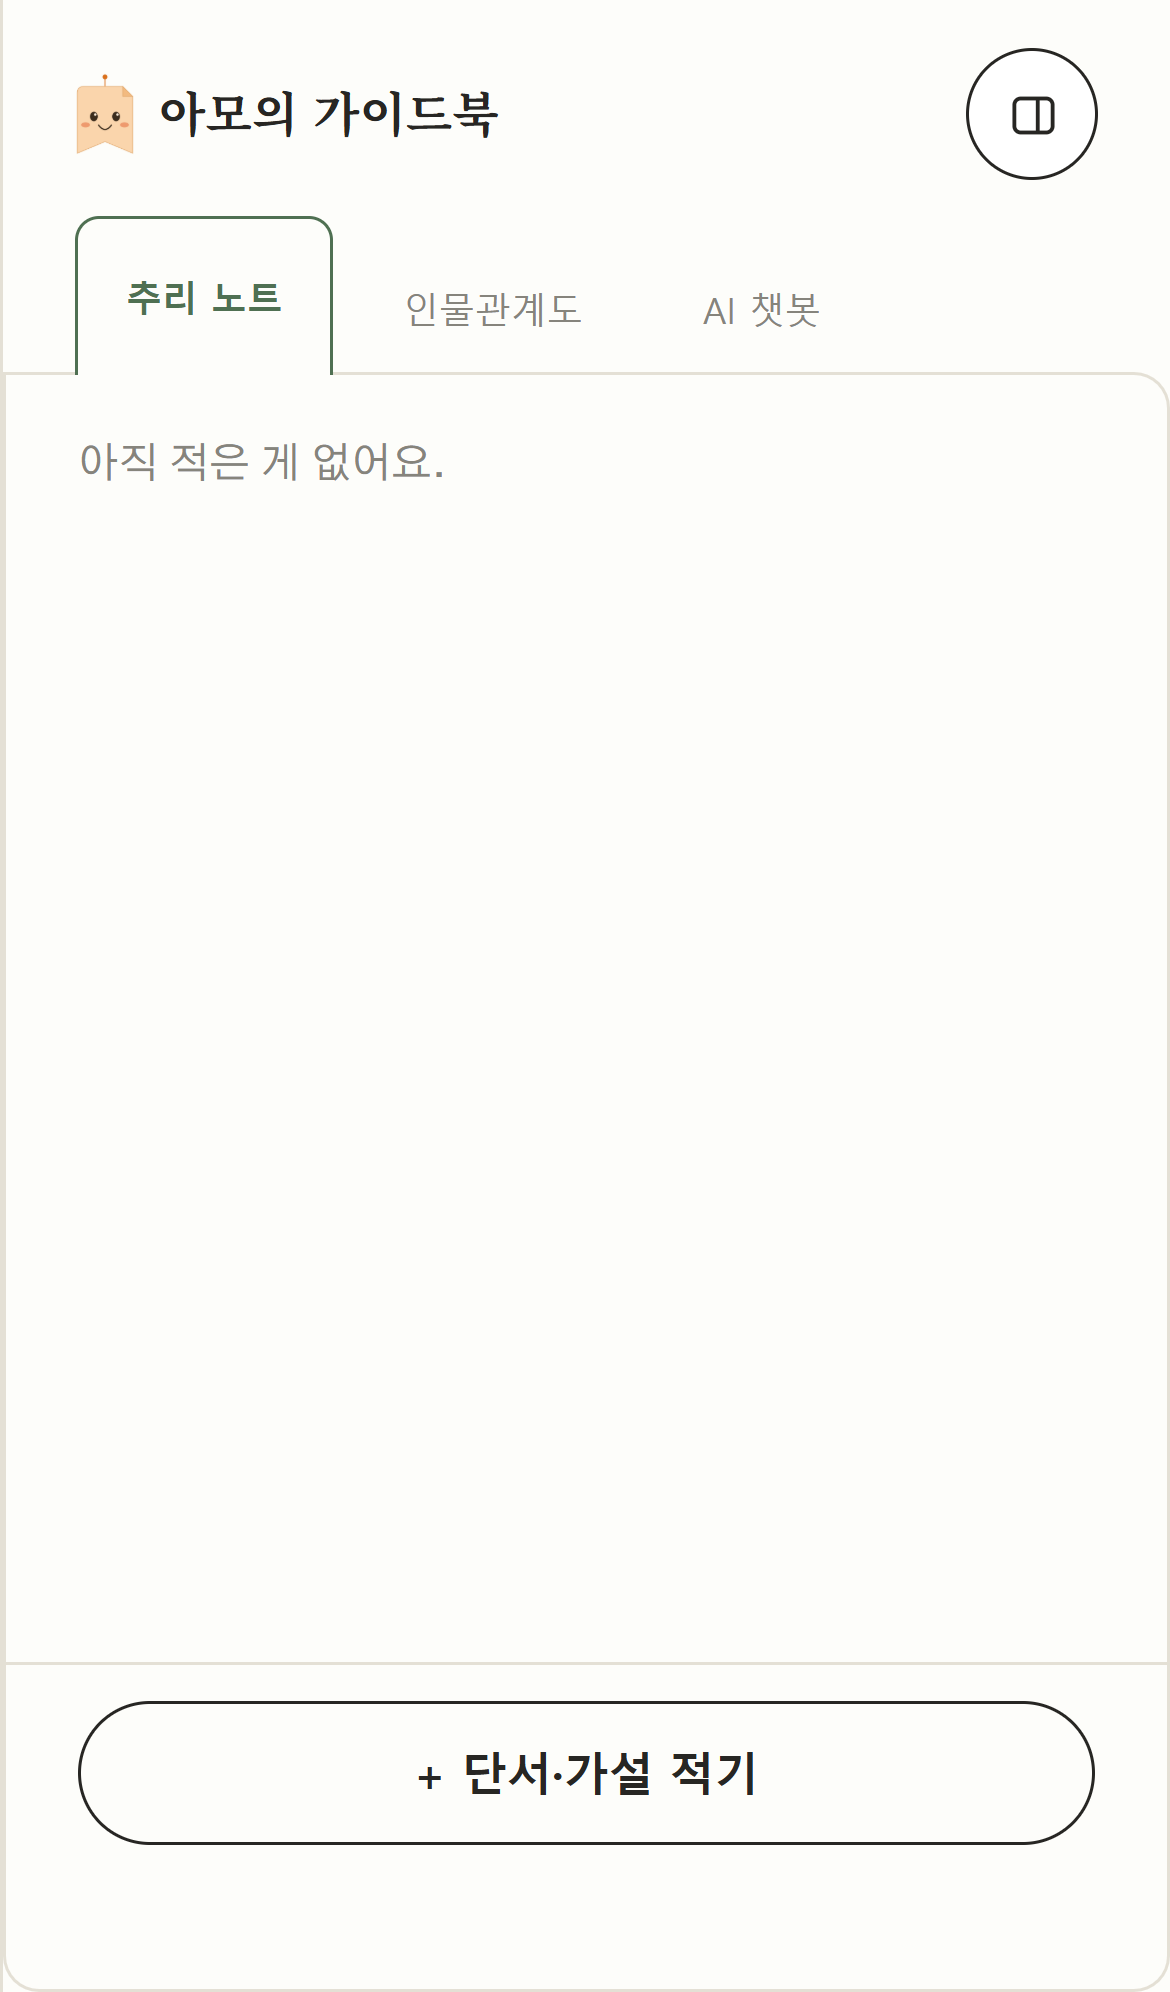 아모의 가이드북
추리 노트
인물관계도
AI 챗봇
아직 적은 게 없어요.
+ 단서·가설 적기